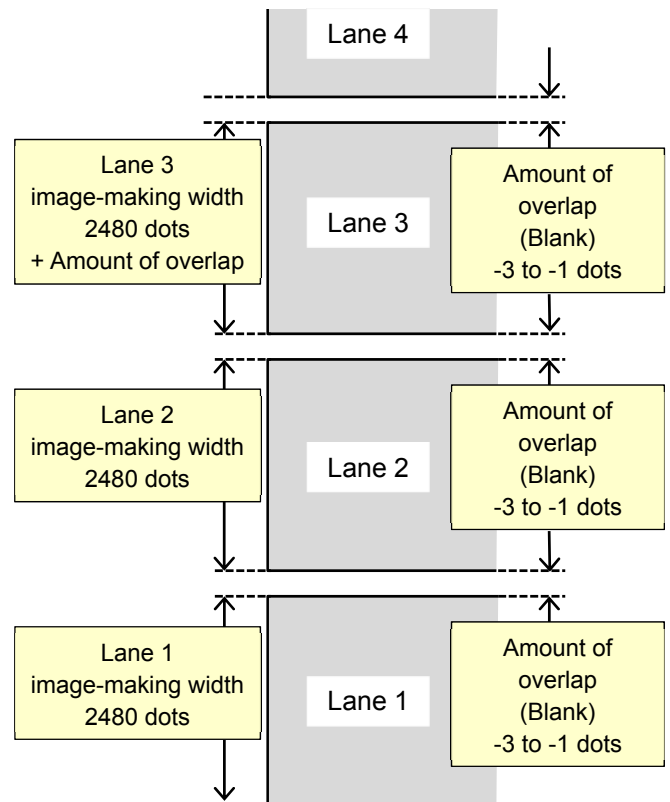 Lane 4
Lane 3
image-making width
2480 dots
+ Amount of overlap
Lane 3
Amount of
overlap
(Blank)
-3 to -1 dots
Lane 2
image-making width
2480 dots
Lane 2
Amount of
overlap
(Blank)
-3 to -1 dots
Lane 1
image-making width
2480 dots
Lane 1
Amount of
overlap
(Blank)
-3 to -1 dots